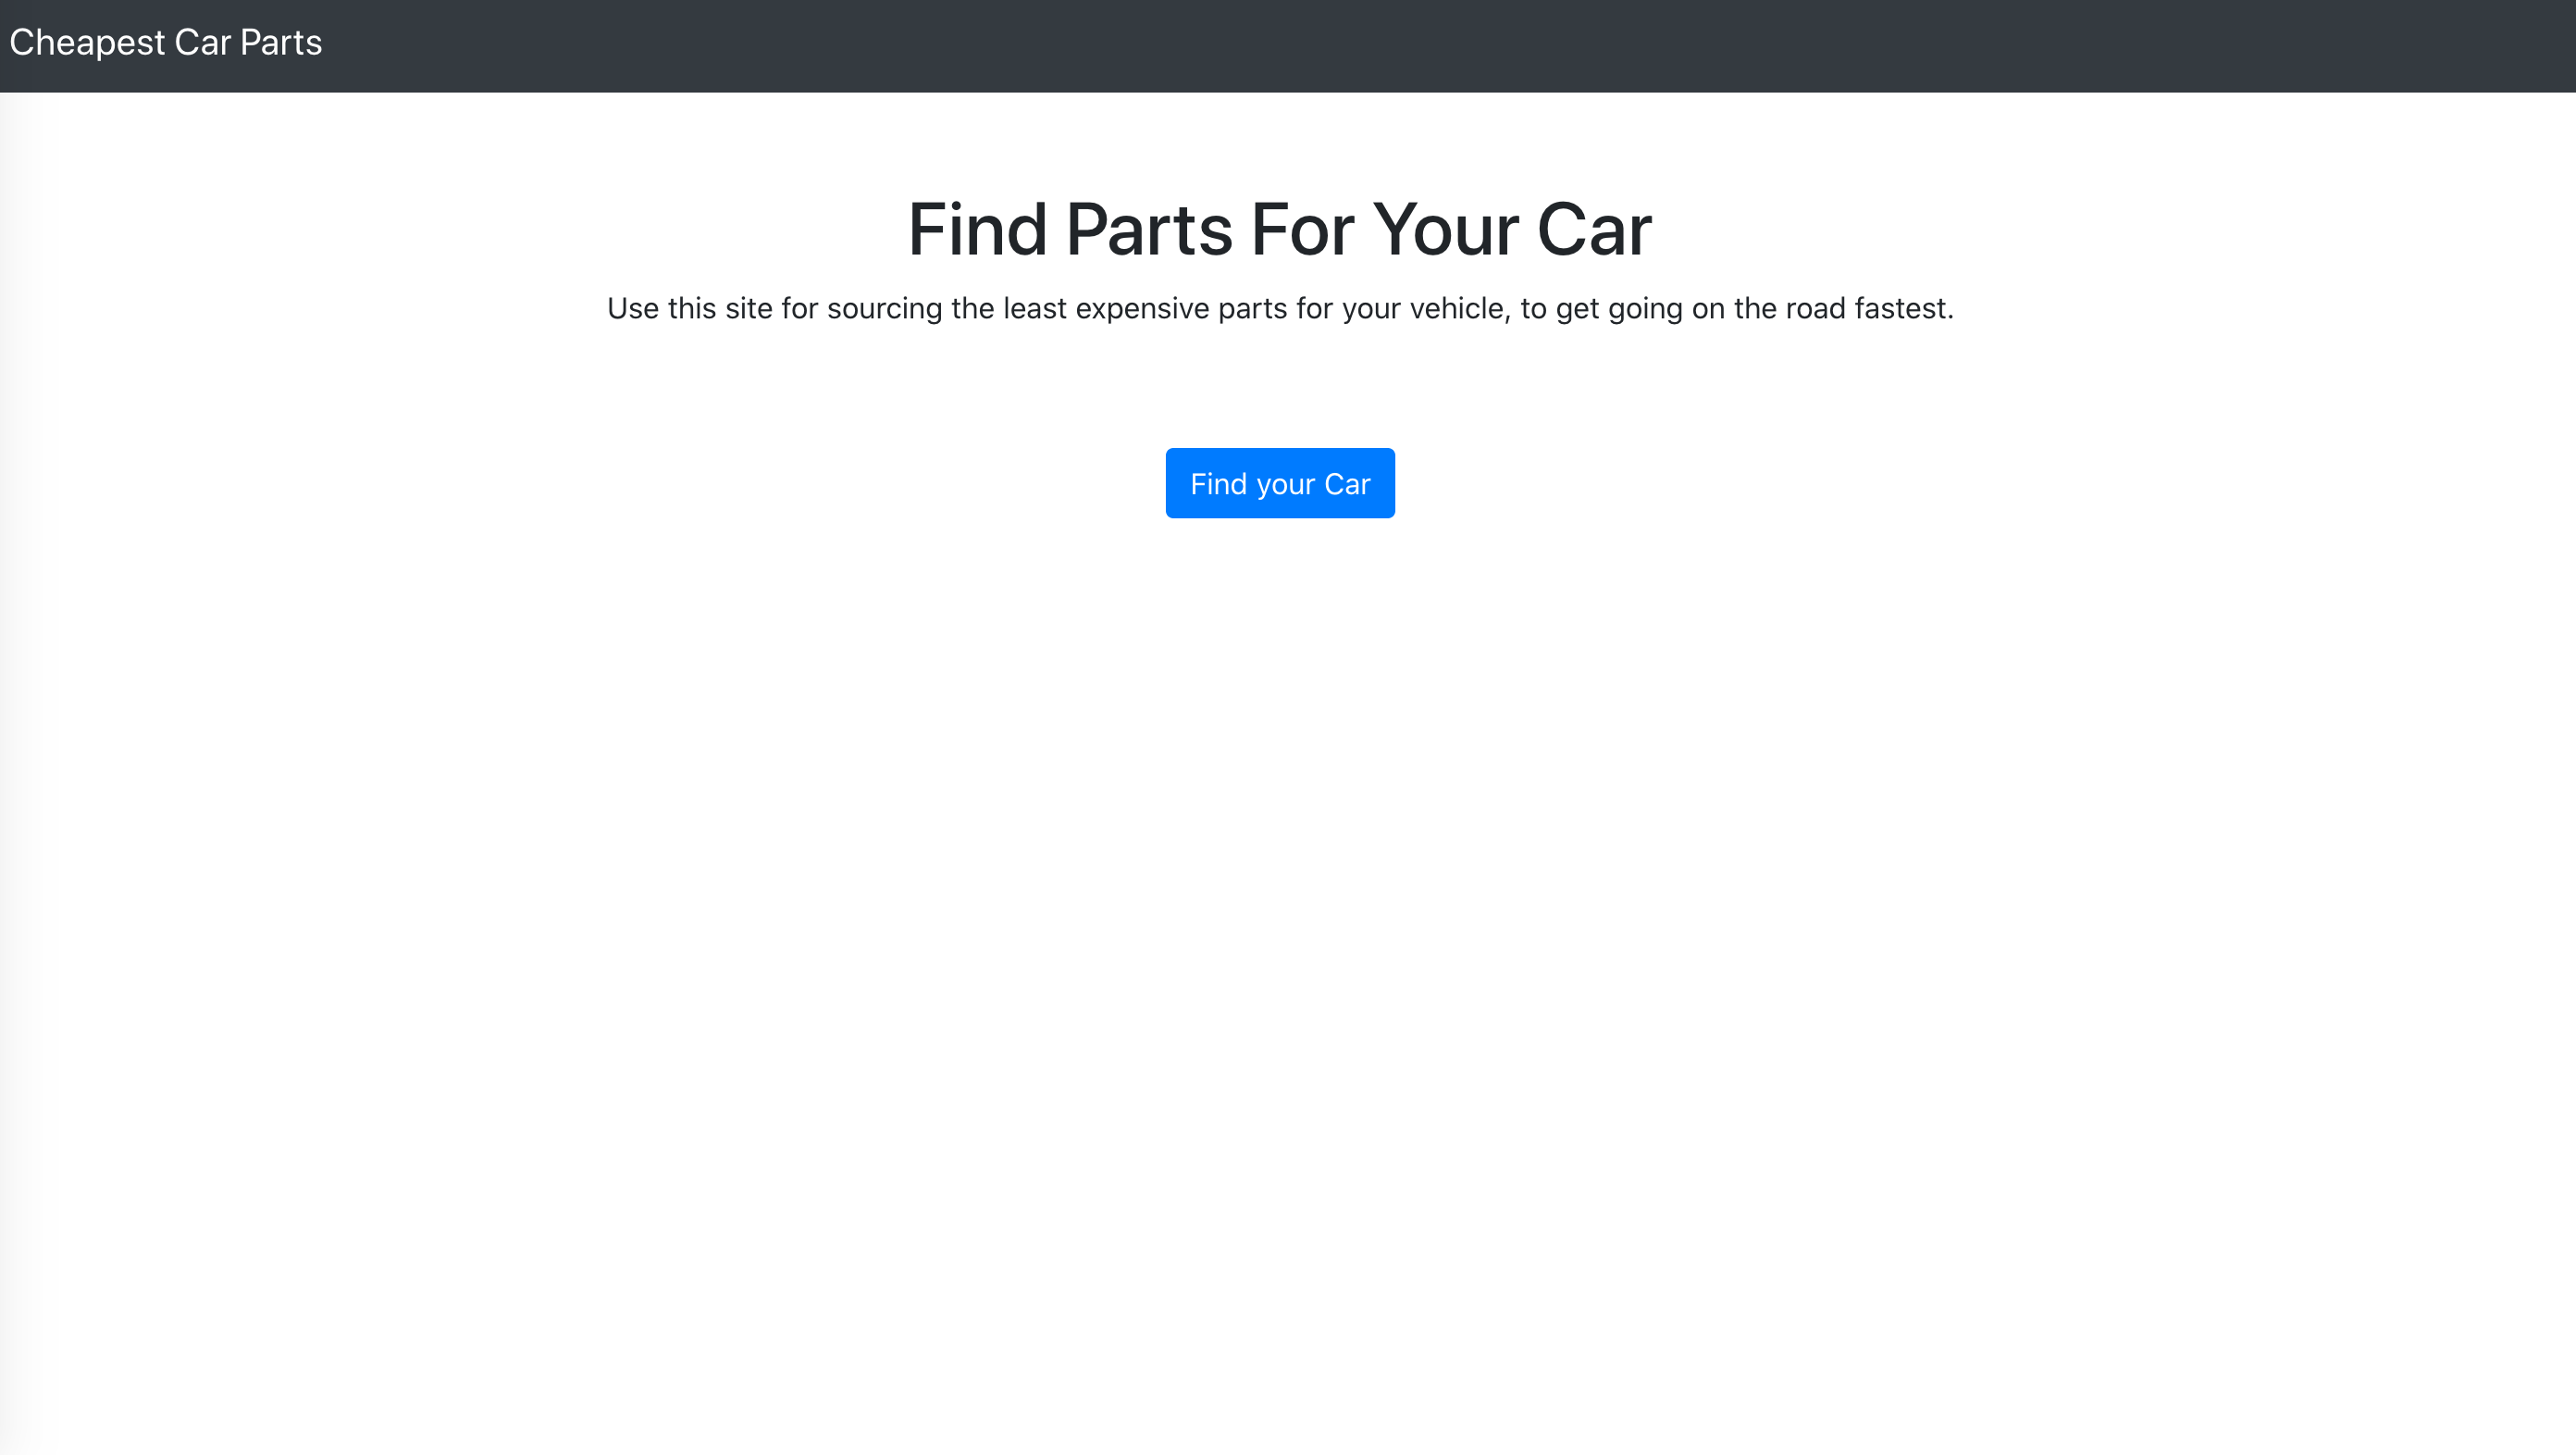 Cheapest Car Parts
Find Parts For Your Car
Use this site for sourcing the least expensive parts for your vehicle, to get going on the road fastest.
Find your Car